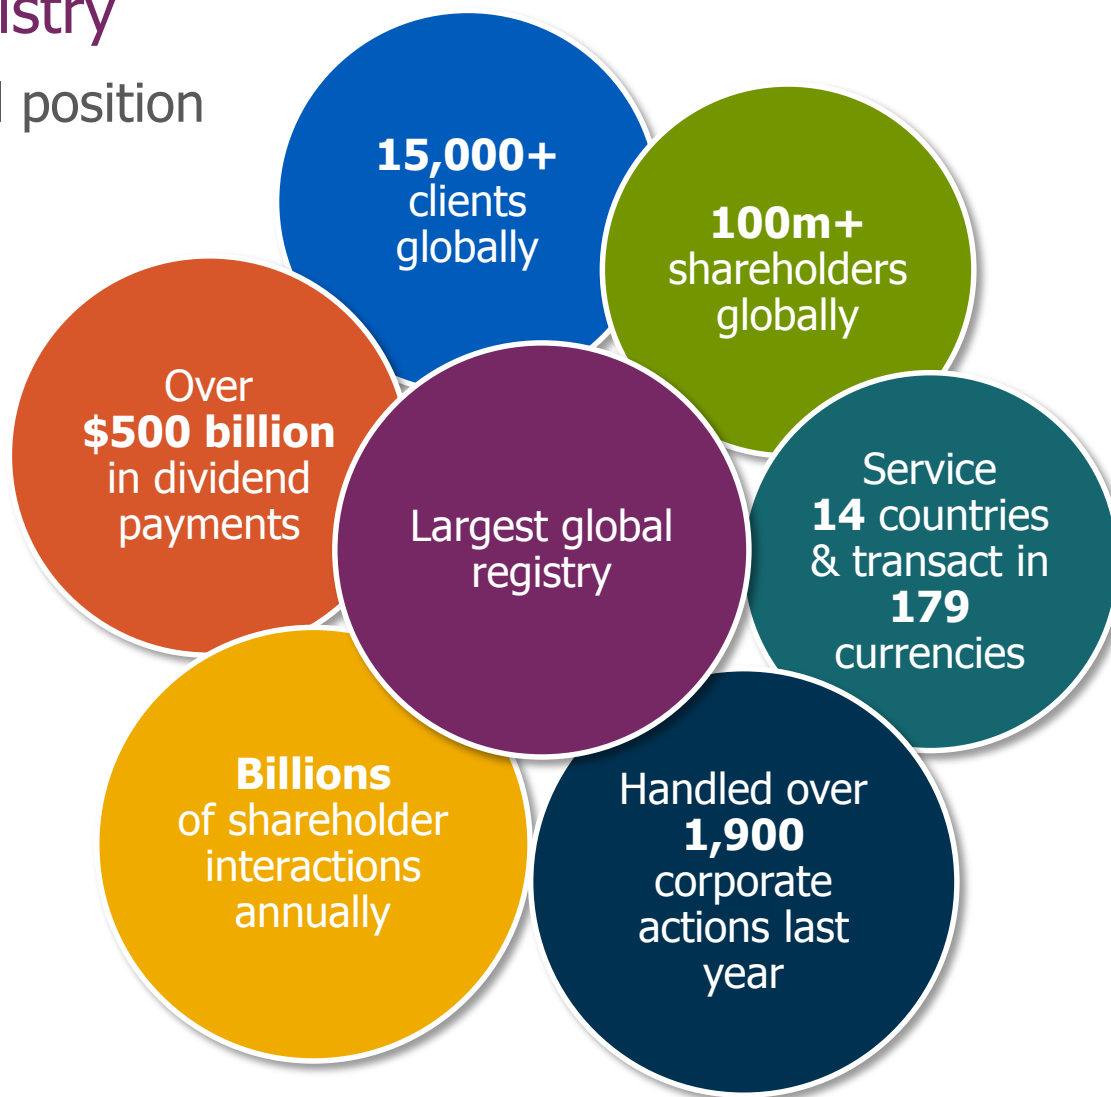 istry
position
15,000+
clients
globally
100m+
shareholders
globally
Over
$500 billion
in dividend
payments
Largest global
registry
Service
14 countries
& transact in
179
currencies
Billions
of shareholder
interactions
annually
Handled over
1,900
corporate
actions last
year